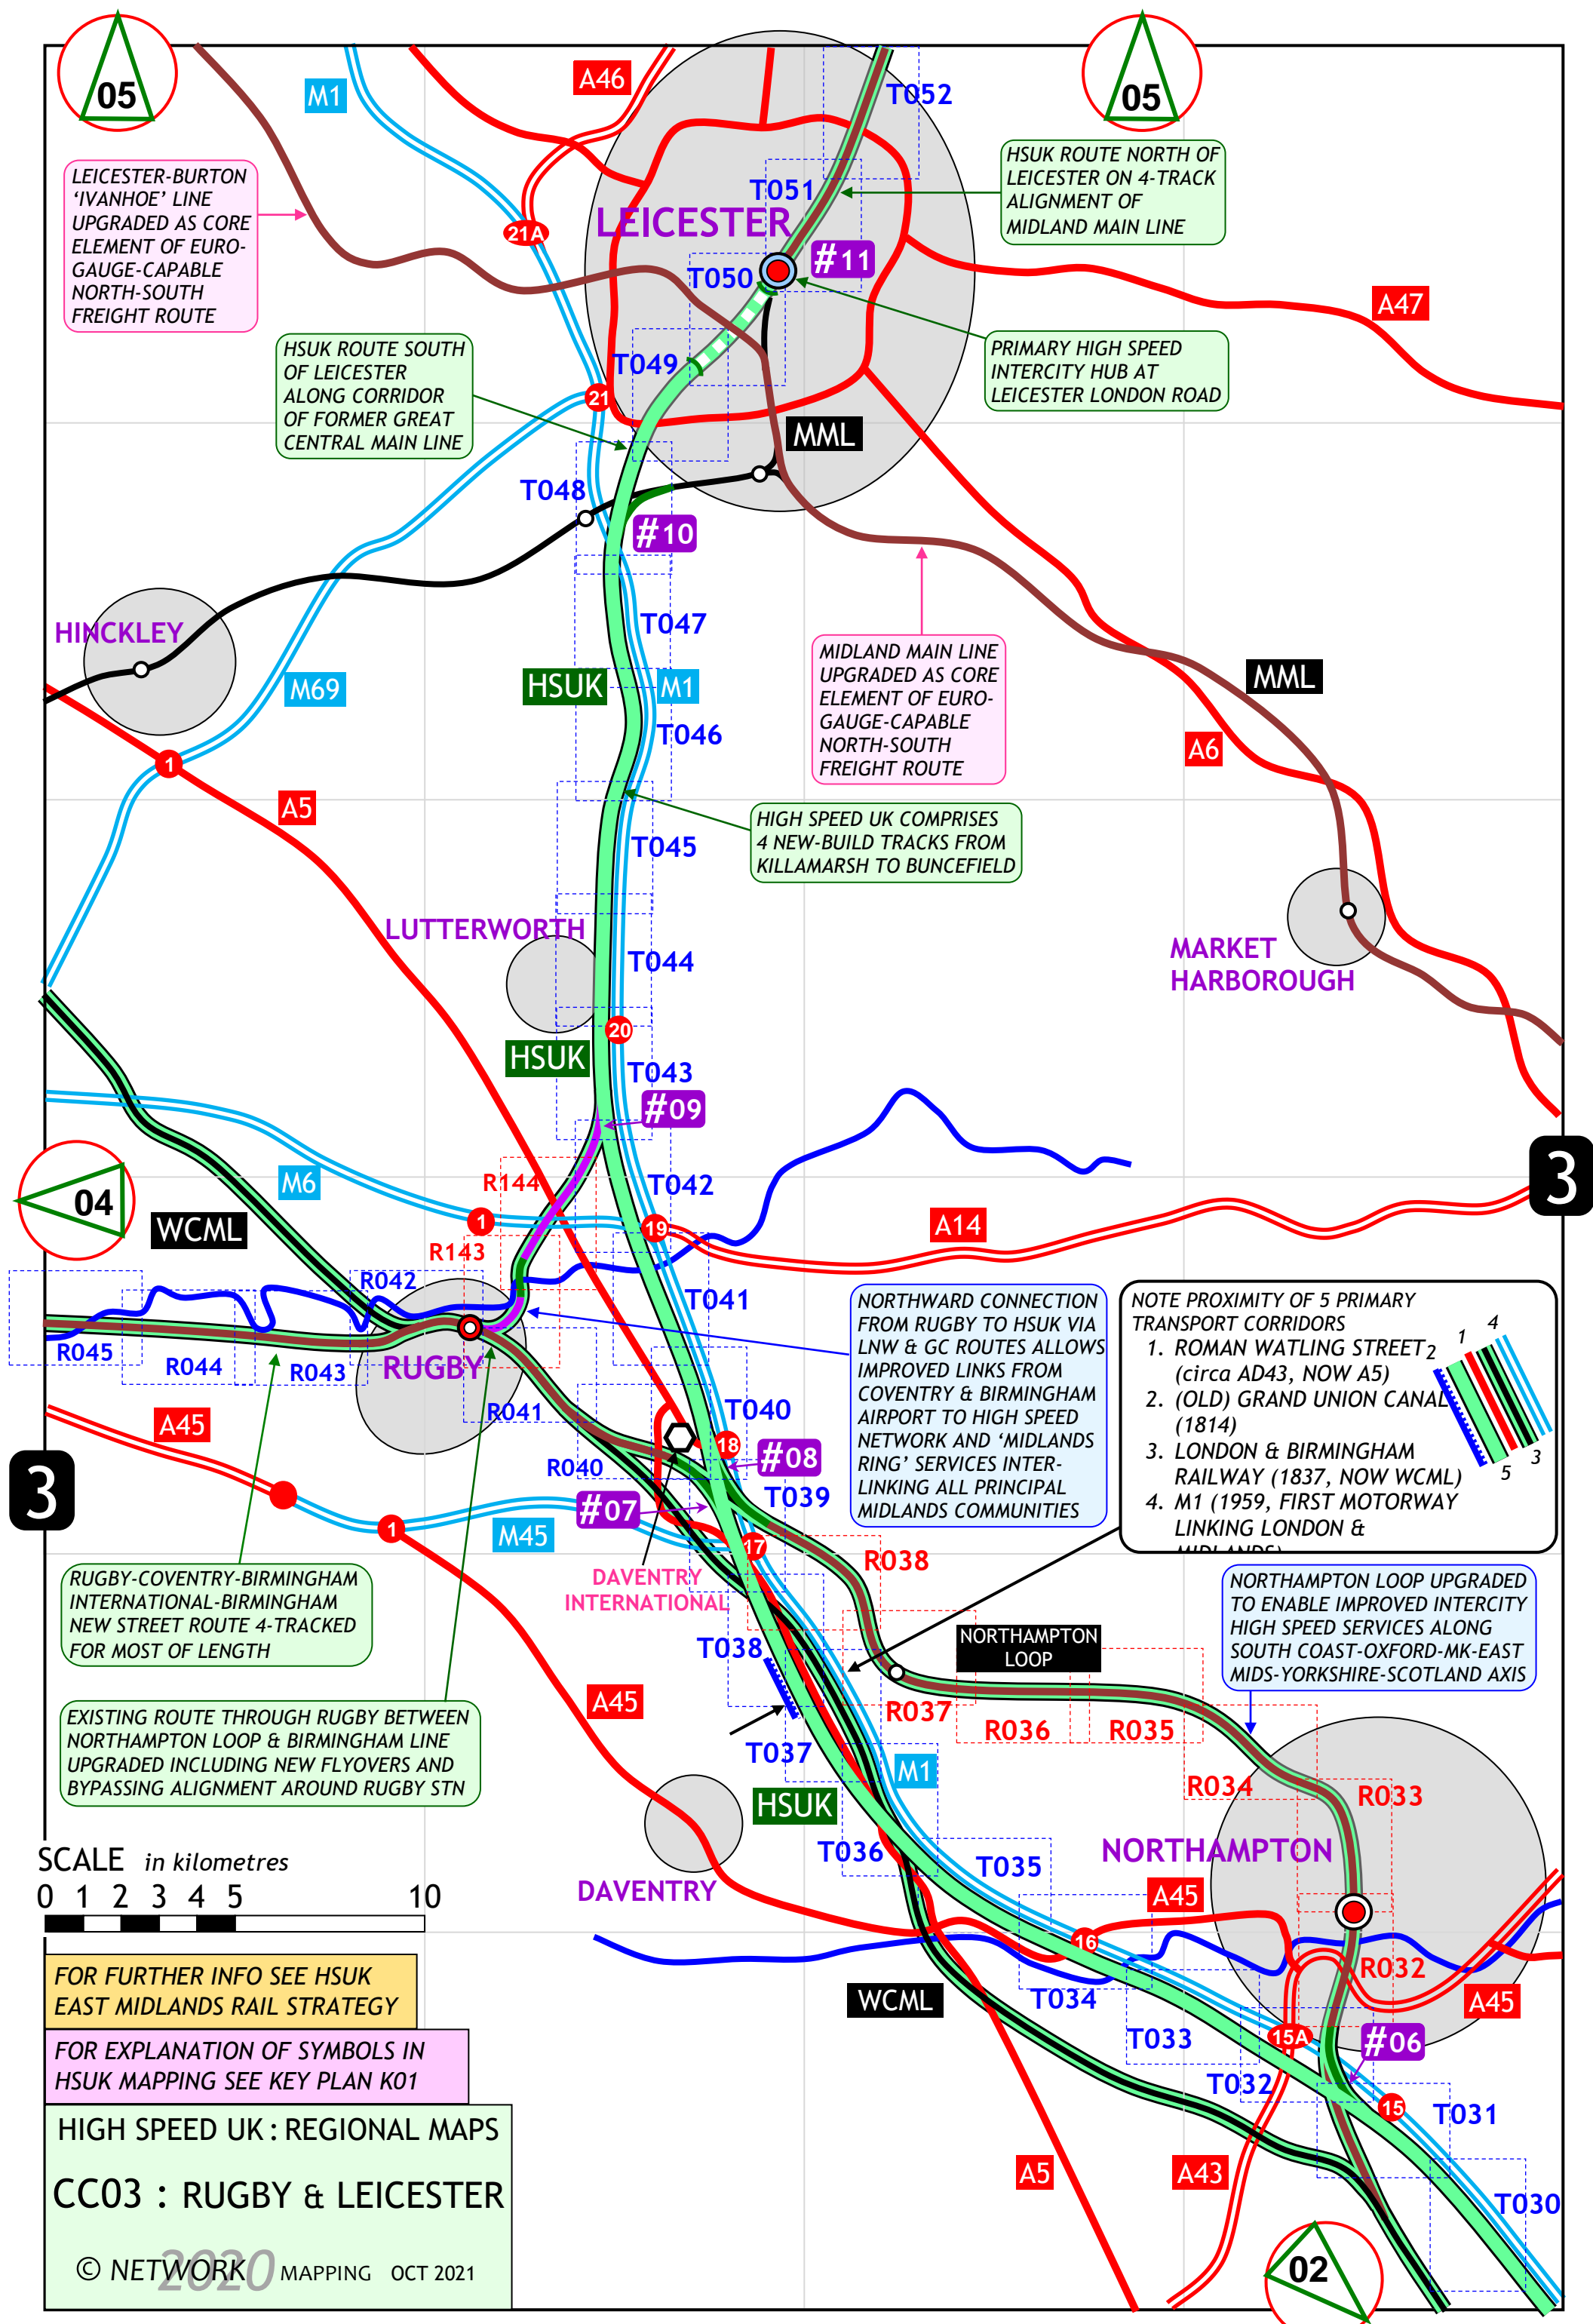 05
05
M1
A46
T052
LEICESTER-BURTON
'IVANHOE' LINE
UPGRADED AS CORE
ELEMENT OF EURO-
GAUGE-CAPABLE
NORTH-SOUTH
FREIGHT ROUTE
HSUK ROUTE NORTH OF
LEICESTER ON 4-TRACK
ALIGNMENT OF
MIDLAND MAIN LINE
T051
LEICESTER
21A
#11
T050
A47
HSUK ROUTE SOUTH
OF LEICESTER
ALONG CORRIDOR
OF FORMER GREAT
CENTRAL MAIN LINE
PRIMARY HIGH SPEED
INTERCITY HUB AT
LEICESTER LONDON ROAD
T049
21
MML
T048
#10
HINCKLEY
T047
MIDLAND MAIN LINE
UPGRADED AS CORE
ELEMENT OF EURO-
GAUGE-CAPABLE
NORTH-SOUTH
FREIGHT ROUTE
MML
M69
HSUK
M1
T046
A6
1
A5
HIGH SPEED UK COMPRISES
4 NEW-BUILD TRACKS FROM
KILLAMARSH TO BUNCEFIELD
T045
LUTTERWORTH
T044
MARKET
HARBOROUGH
20
HSUK
T043
#09
M6
R144
T042
3
04
WCML
1
19
A14
R143
R042
T041
NORTHWARD CONNECTION
FROM RUGBY TO HSUK VIA
LNW & GC ROUTES ALLOWS
IMPROVED LINKS FROM
COVENTRY & BIRMINGHAM
AIRPORT TO HIGH SPEED
NETWORK AND 'MIDLANDS
RING' SERVICES INTER-
LINKING ALL PRINCIPAL
MIDLANDS COMMUNITIES
NOTE PROXIMITY OF 5 PRIMARY
TRANSPORT CORRIDORS
1. ROMAN WATLING STREET
(circa AD43, NOW A5)
2. (OLD) GRAND UNION CANAL
(1814)
3. LONDON & BIRMINGHAM
RAILWAY (1837, NOW WCML)
4. M1 (1959, FIRST MOTORWAY
LINKING LONDON &
MIDLANDS)
4
1
2
3
5
R045
R044
R043
RUGBY
R041
T040
A45
18
#08
R040
3
#07
T039
1
M45
17
R038
DAVENTRY
INTERNATIONAL
RUGBY-COVENTRY-BIRMINGHAM
INTERNATIONAL-BIRMINGHAM
NEW STREET ROUTE 4-TRACKED
FOR MOST OF LENGTH
NORTHAMPTON LOOP UPGRADED
TO ENABLE IMPROVED INTERCITY
HIGH SPEED SERVICES ALONG
SOUTH COAST-OXFORD-MK-EAST
MIDS-YORKSHIRE-SCOTLAND AXIS
T038
NORTHAMPTON
LOOP
A45
R037
R036
R035
EXISTING ROUTE THROUGH RUGBY BETWEEN
NORTHAMPTON LOOP & BIRMINGHAM LINE
UPGRADED INCLUDING NEW FLYOVERS AND
BYPASSING ALIGNMENT AROUND RUGBY STN
T037
M1
R034
R033
HSUK
T036
T035
NORTHAMPTON
SCALE in kilometres
0 1 2 3 4 5 10
DAVENTRY
A45
16
R032
FOR FURTHER INFO SEE HSUK
EAST MIDLANDS RAIL STRATEGY
WCML
T034
A45
T033
15A
#06
FOR EXPLANATION OF SYMBOLS IN
HSUK MAPPING SEE KEY PLAN K01
T032
15
T031
HIGH SPEED UK : REGIONAL MAPS
A5
A43
CC03 : RUGBY & LEICESTER
T030
© NETWORK 2020 MAPPING OCT 2021
02